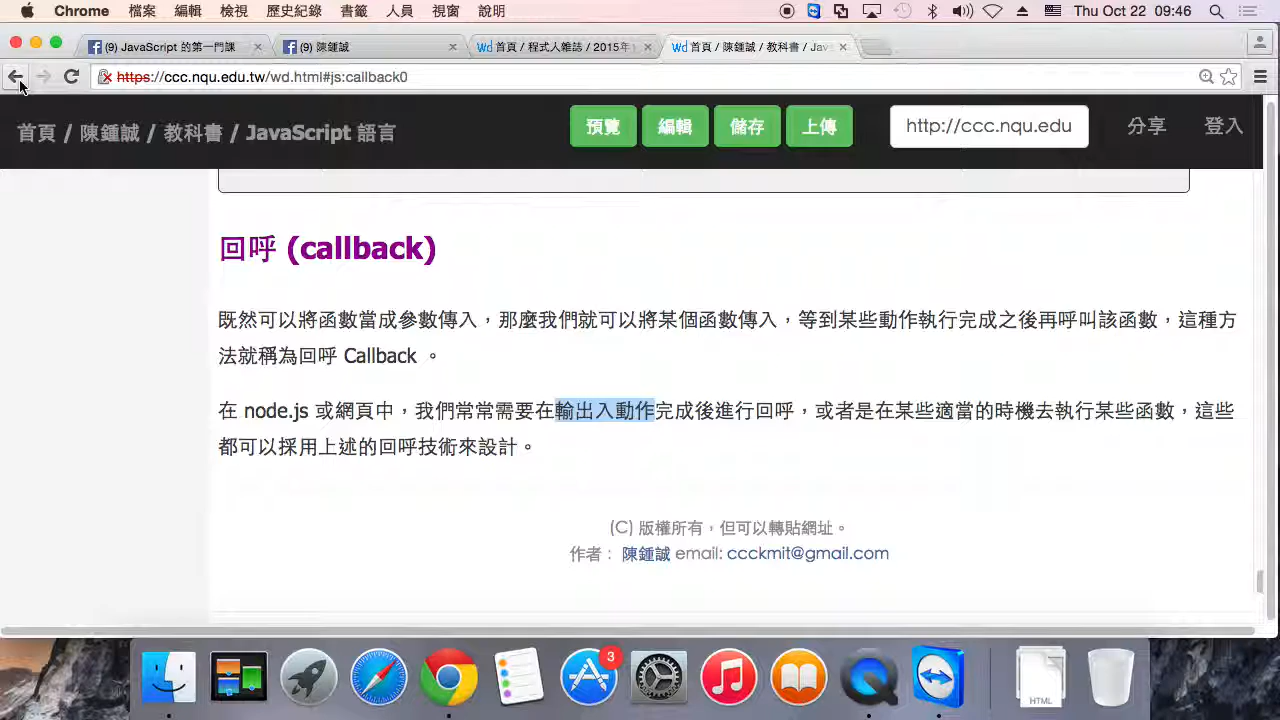 Chrome 檔案 編輯 檢視 歷史紀錄 書籤 人員 視窗 說明 Thu Oct 22 09:46
(9) JavaScript 的第一門課 (9) 陳鍾誠 Wd 首頁 / 程式人雜誌 / 2015年 Wd 首頁 / 陳鍾誠 / 教科書 / Jav
https://ccc.nqu.edu.tw/wd.html#js:callback0
首頁 / 陳鍾誠 / 教科書 / JavaScript 語言 預覽 編輯 儲存 上傳 http://ccc.nqu.edu 分享 登入
回呼 (callback)
既然可以將函數當成參數傳入，那麼我們就可以將某個函數傳入，等到某些動作執行完成之後再呼叫該函數，這種方
法就稱為回呼 Callback 。
在 node.js 或網頁中，我們常常需要在輸出入動作完成後進行回呼，或者是在某些適當的時機去執行某些函數，這些
都可以採用上述的回呼技術來設計。
(C) 版權所有，但可以轉貼網址。
作者： 陳鍾誠 email: ccckmit@gmail.com
3
HTML